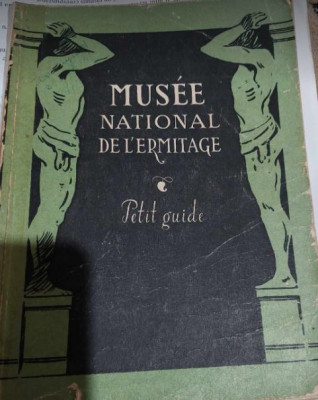 MUSÉE
NATIONAL
DE L'ERMITAGE
Petit guide